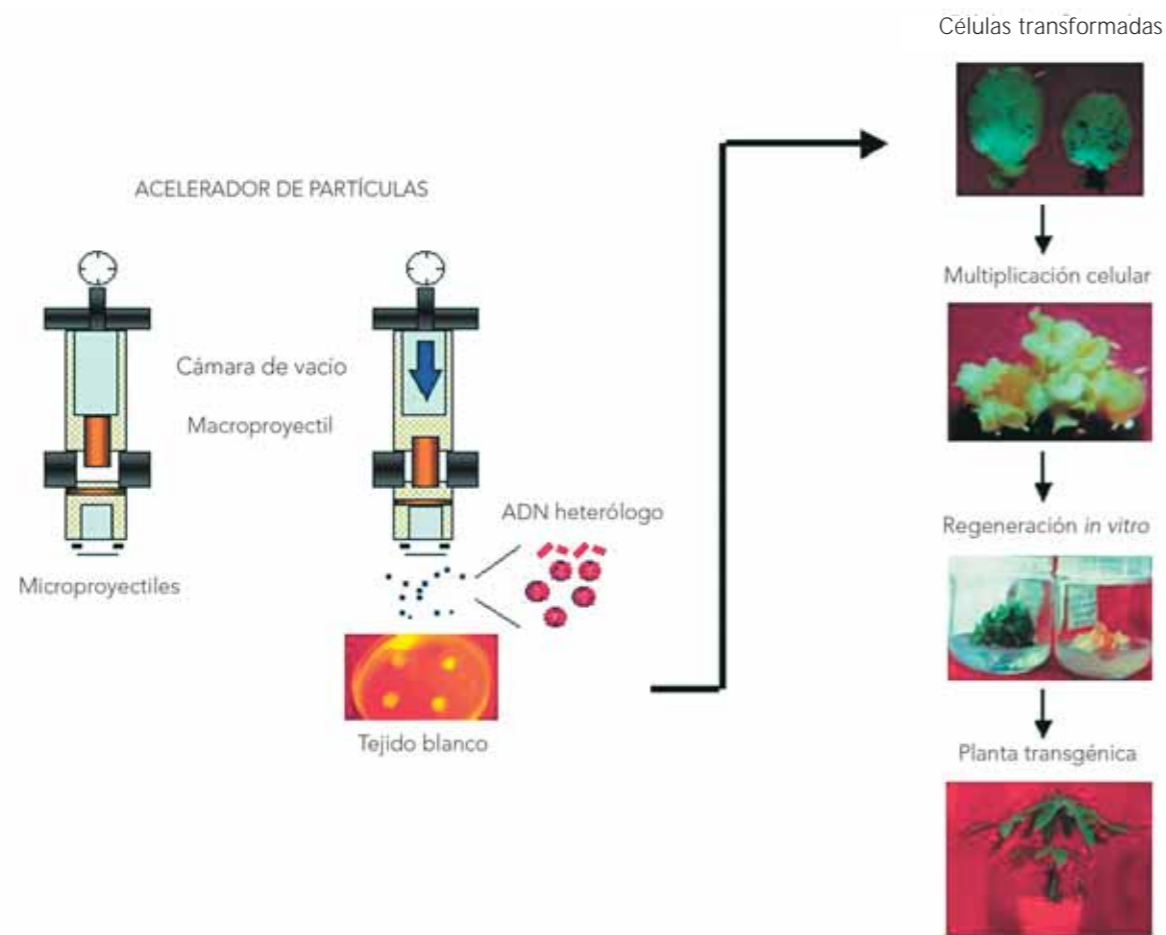 Células transformadas
ACELERADOR DE PARTÍCULAS
Cámara de vacío
Macroproyectil
ADN heterólogo
Microproyectiles
Tejido blanco
Multiplicación celular
Regeneración in vitro
Planta transgénica